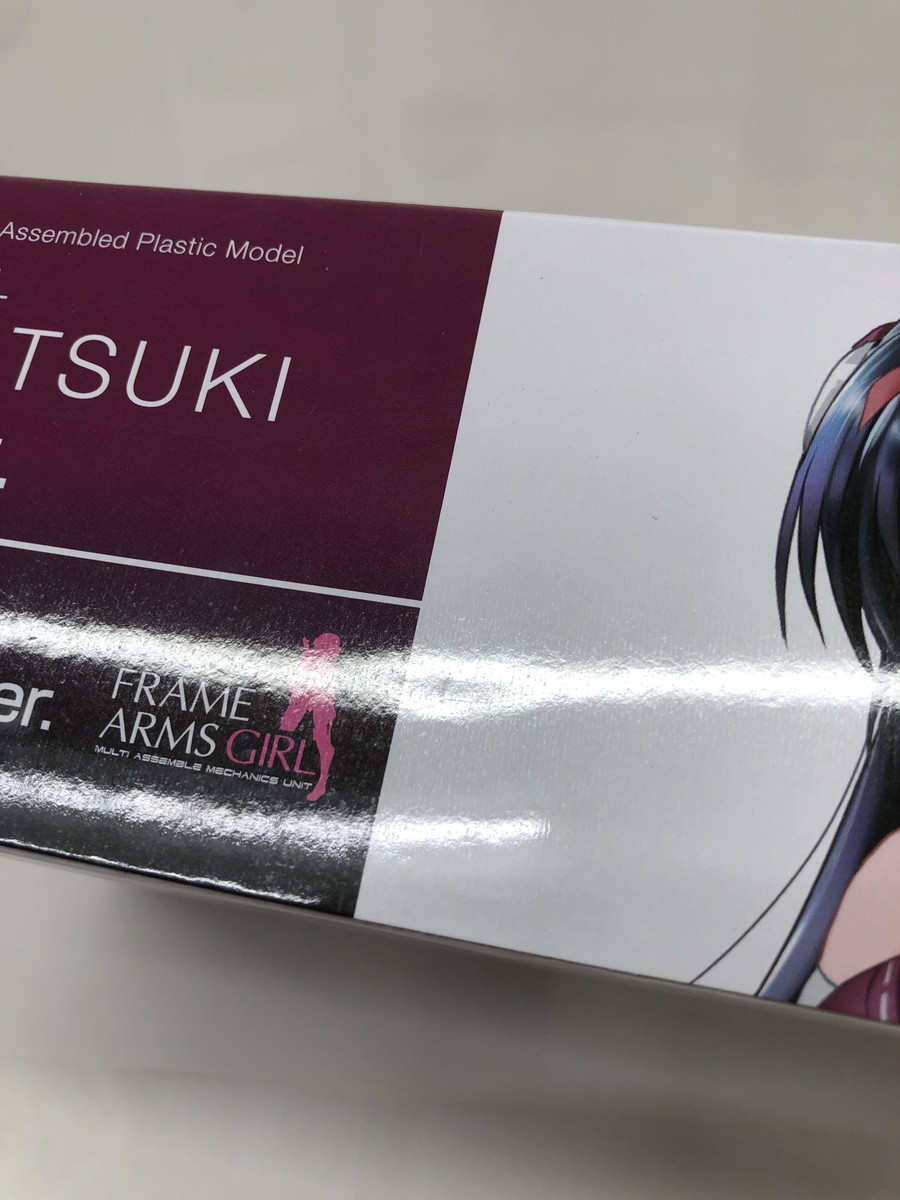 Assembled Plastic Model
TSUKI
er.
FRAME
ARMS GIRL
MULTI ASSEMBLE MECHANICS UNIT